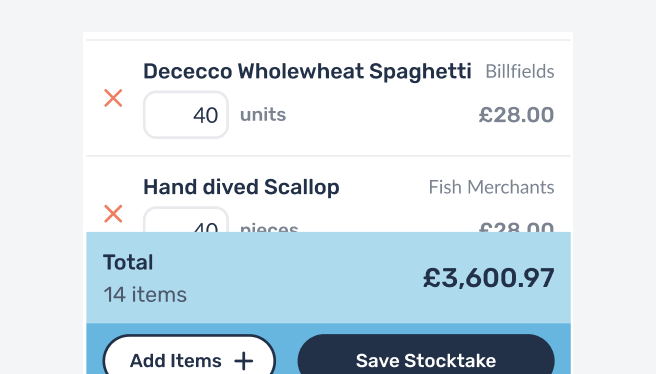 Dececco Wholewheat Spaghetti Billfields
40 units £28.00
Hand dived Scallop Fish Merchants
40 pieces £28.00
Total
14 items
£3,600.97
Add Items +
Save Stocktake